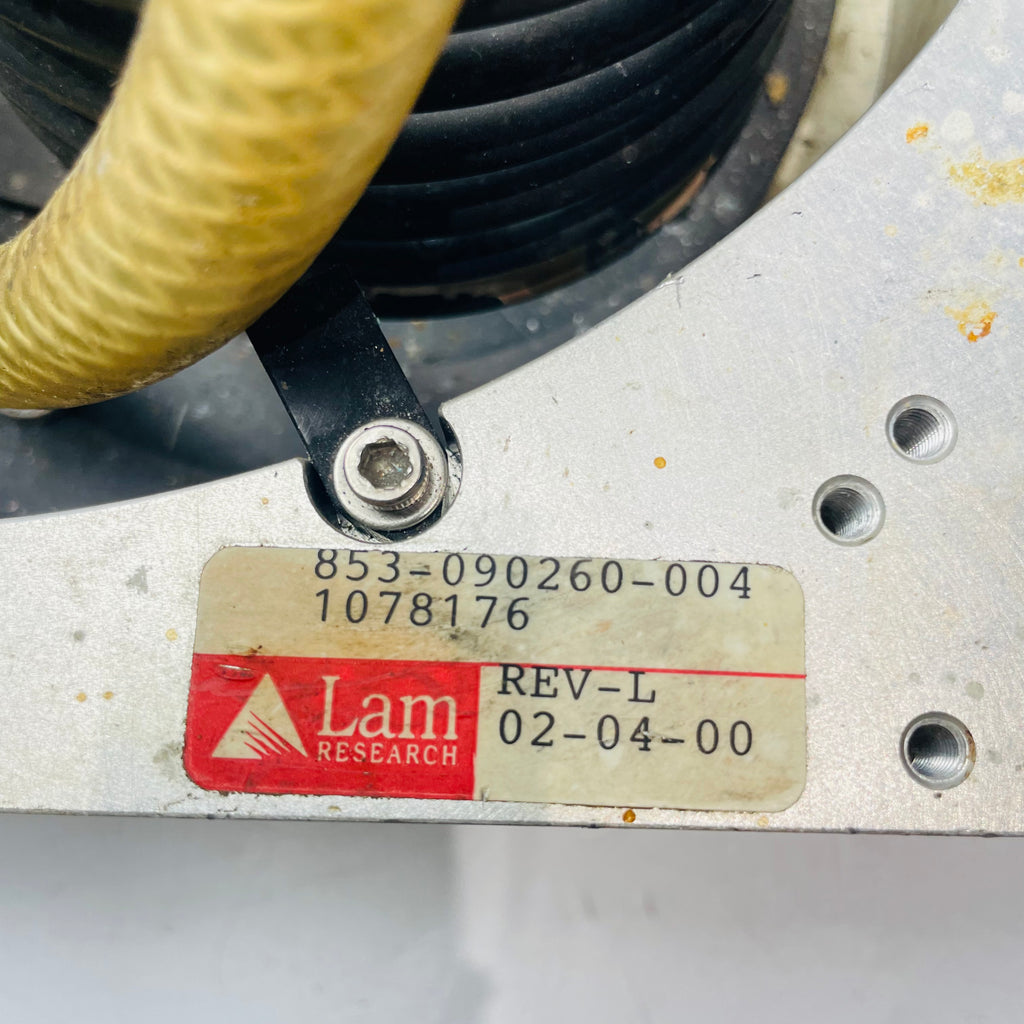 853-090260-004
1078176
Lam
RESEARCH
REV-L
02-04-00